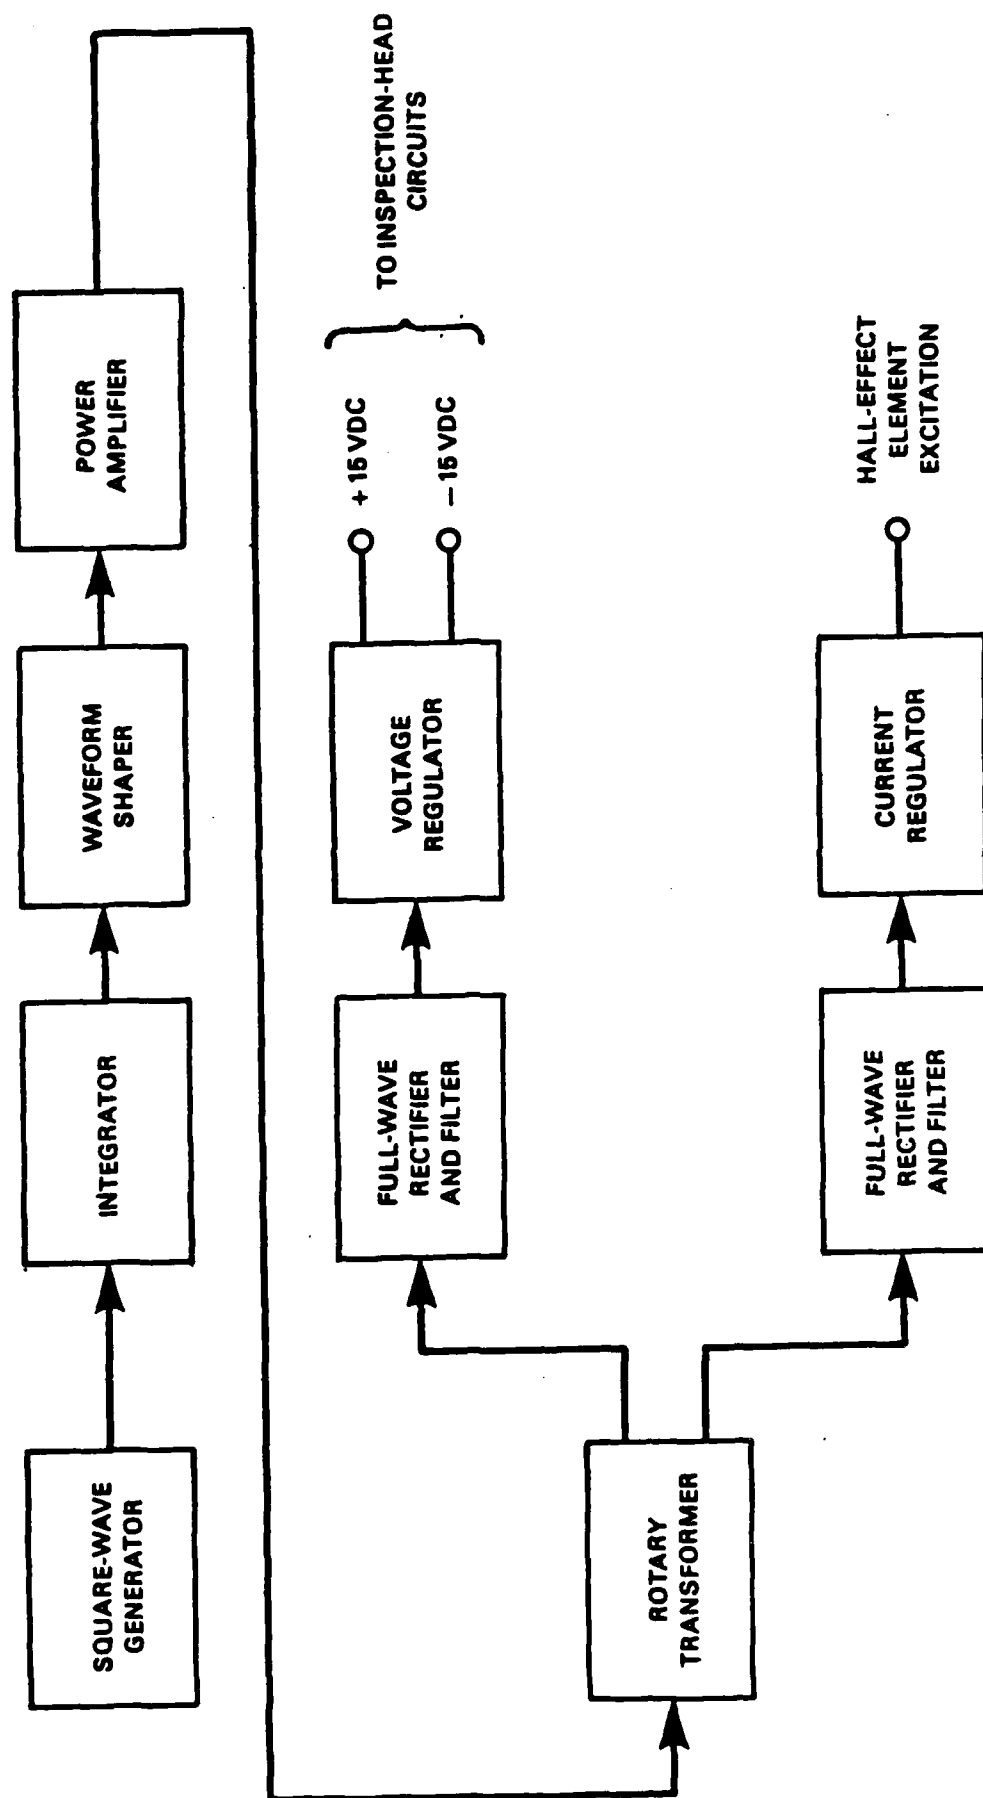 SQUARE-WAVE
GENERATOR
INTEGRATOR
WAVEFORM
SHAPER
POWER
AMPLIFIER
FULL-WAVE
RECTIFIER
AND FILTER
VOLTAGE
REGULATOR
+ 15 VDC
– 15 VDC
TO INSPECTION-HEAD
CIRCUITS
ROTARY
TRANSFORMER
FULL-WAVE
RECTIFIER
AND FILTER
CURRENT
REGULATOR
HALL-EFFECT
ELEMENT
EXCITATION